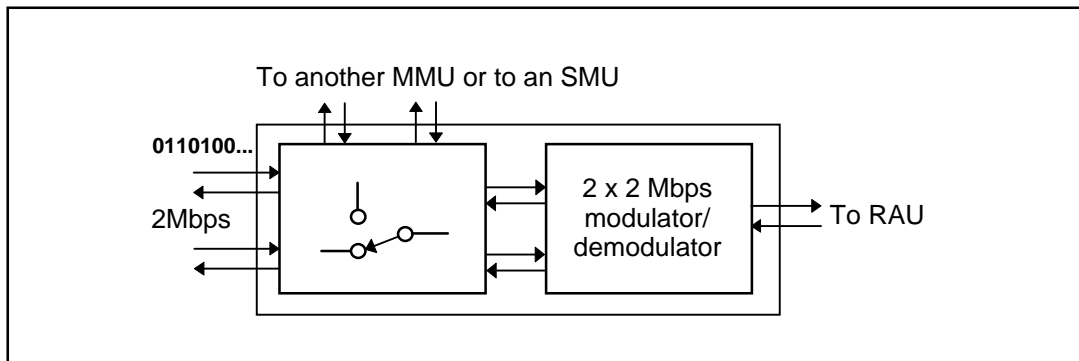 To another MMU or to an SMU
0110100...
2Mbps
2 x 2 Mbps
modulator/
demodulator
To RAU